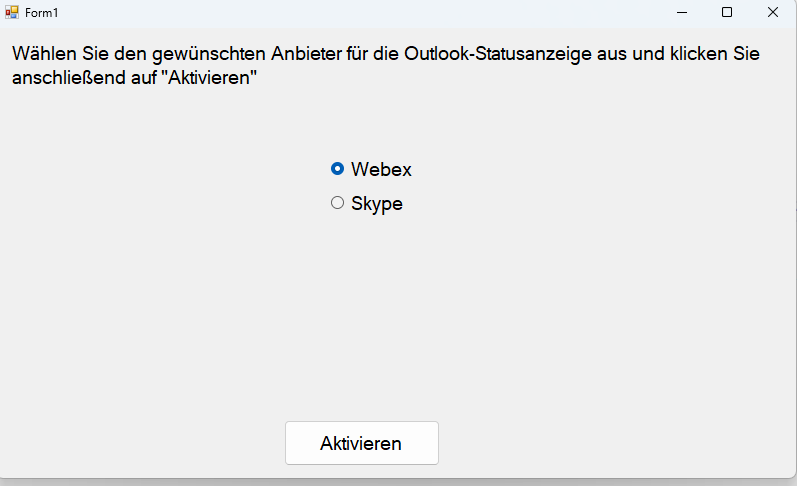 Form1
Wählen Sie den gewünschten Anbieter für die Outlook-Statusanzeige aus und klicken Sie
anschließend auf "Aktivieren"
Webex
Skype
Aktivieren